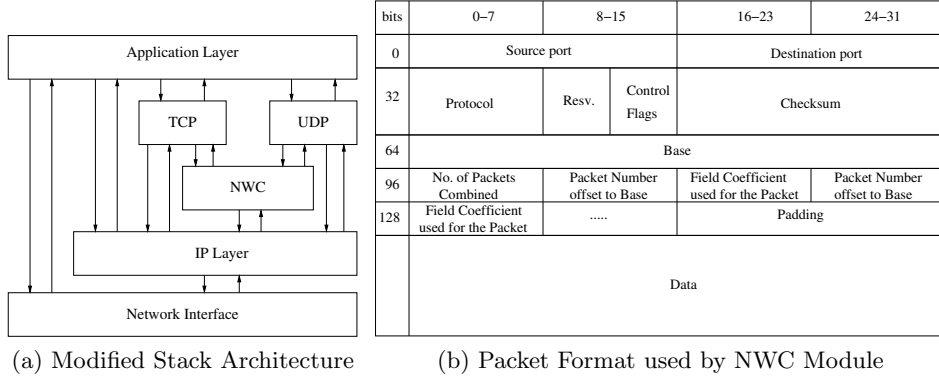 Application Layer
TCP
UDP
NWC
IP Layer
Network Interface
(a) Modified Stack Architecture
bits 0–7 8–15 16–23 24–31
0 Source port Destination port
32 Protocol Resv. Control Flags Checksum
64 Base
96 No. of Packets Combined Packet Number offset to Base Field Coefficient used for the Packet Packet Number offset to Base
128 Field Coefficient used for the Packet ..... Padding
Data
(b) Packet Format used by NWC Module